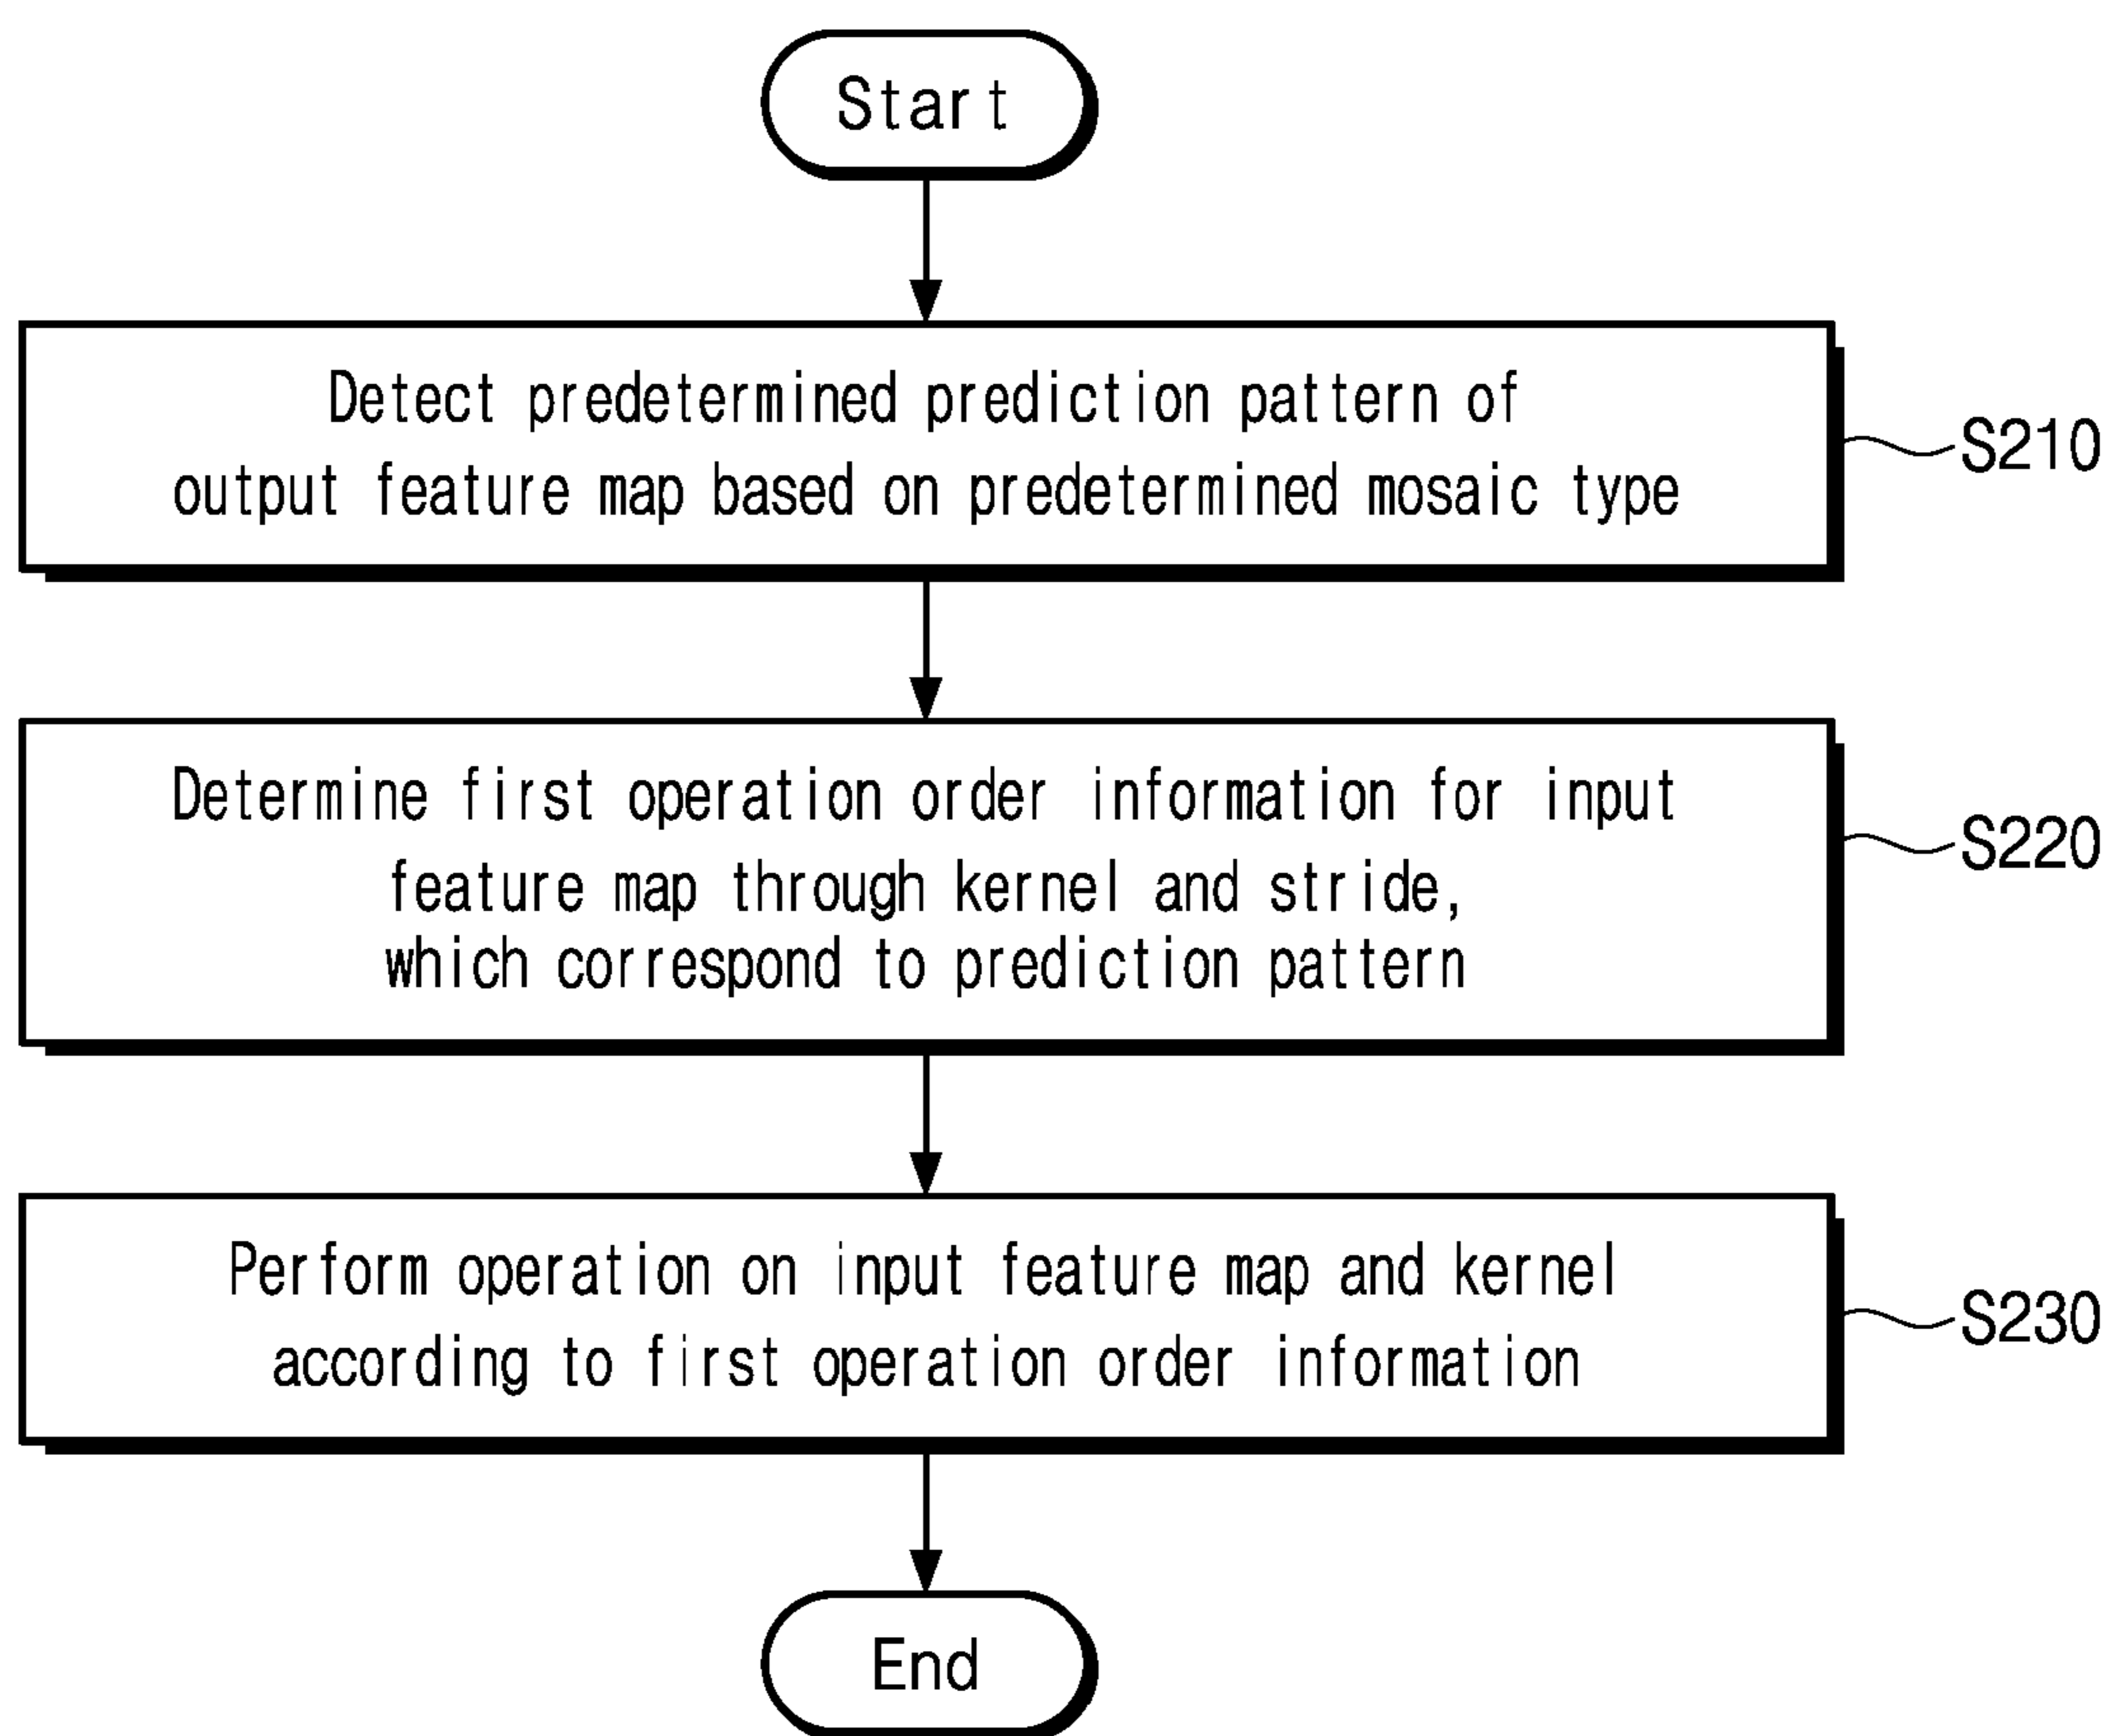 Start
Detect predetermined prediction pattern of
output feature map based on predetermined mosaic type
S210
Determine first operation order information for input
feature map through kernel and stride,
which correspond to prediction pattern
S220
Perform operation on input feature map and kernel
according to first operation order information
S230
End